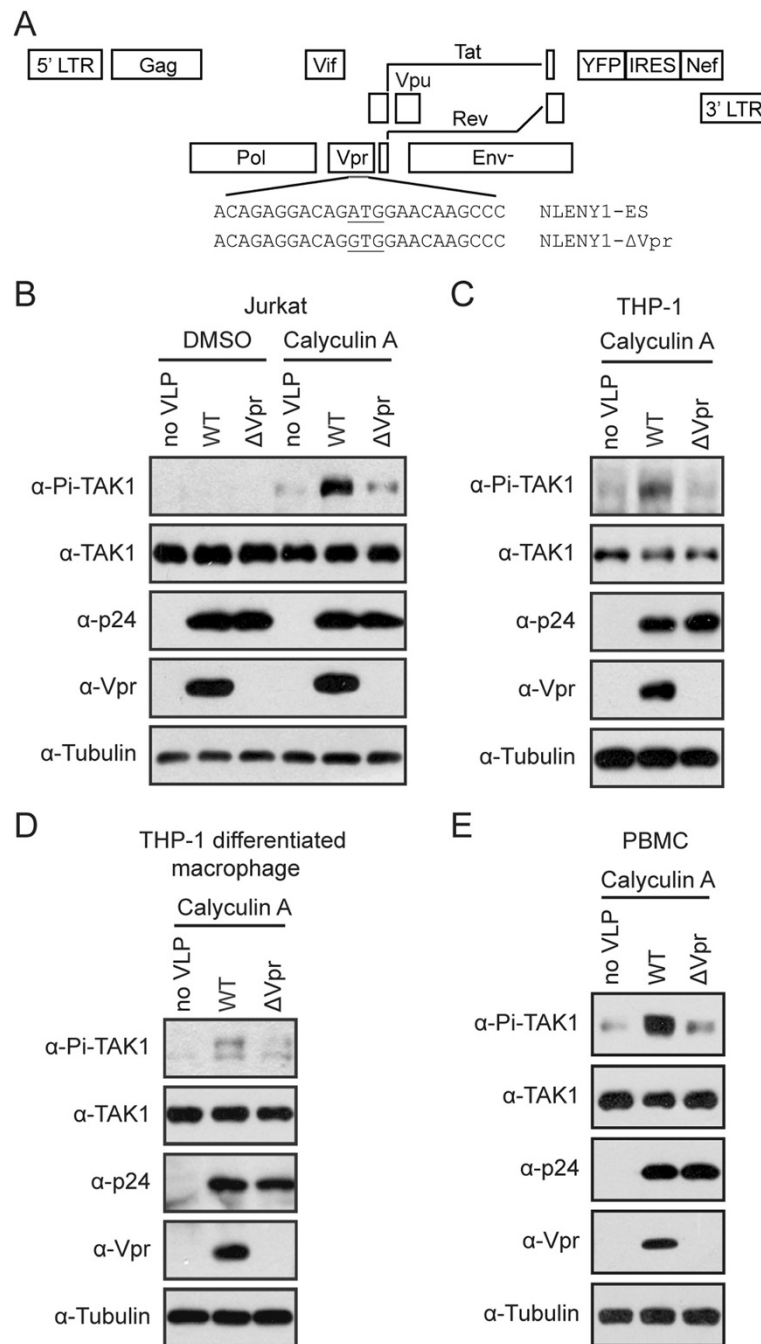 A
5' LTR Gag Vif Tat YFP IRES Nef
Vpu
Rev 3' LTR
Pol Vpr Env-
ACAGAGGACAGATGGAACAAGCCC NLENY1-ES
ACAGAGGACAGGTGGAACAAGCCC NLENY1-ΔVpr
B
Jurkat
DMSO Calyculin A
no VLP WT ΔVpr no VLP WT ΔVpr
α-Pi-TAK1
α-TAK1
α-p24
α-Vpr
α-Tubulin
C
THP-1
Calyculin A
no VLP WT ΔVpr
α-Pi-TAK1
α-TAK1
α-p24
α-Vpr
α-Tubulin
D
THP-1 differentiated
macrophage
Calyculin A
no VLP WT ΔVpr
α-Pi-TAK1
α-TAK1
α-p24
α-Vpr
α-Tubulin
E
PBMC
Calyculin A
no VLP WT ΔVpr
α-Pi-TAK1
α-TAK1
α-p24
α-Vpr
α-Tubulin